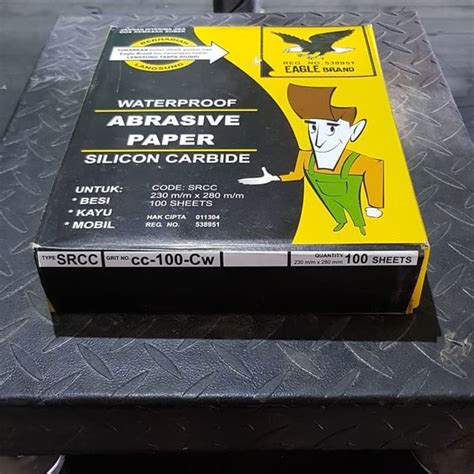 BERHADIAH
LANGSUNG
REG. NO. 538951
EAGLE BRAND
WATERPROOF
ABRASIVE
PAPER
SILICON CARBIDE
UNTUK:
* BESI
* KAYU
* MOBIL
CODE: SRCC
230 m/m x 280 m/m
100 SHEETS
HAK CIPTA 011304
REG. NO. 538951
TYPE SRCC
GRIT NO. cc-100-Cw
QUANTITY
230 m/m x 280 m/m
100 SHEETS